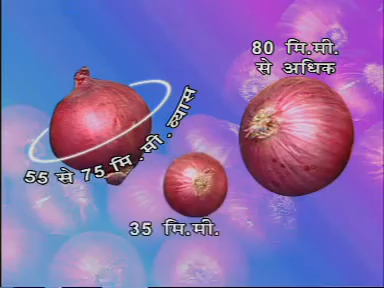 80 मि.मी.
से अधिक
55 से 75 मि.मी. व्यास
35 मि.मी.